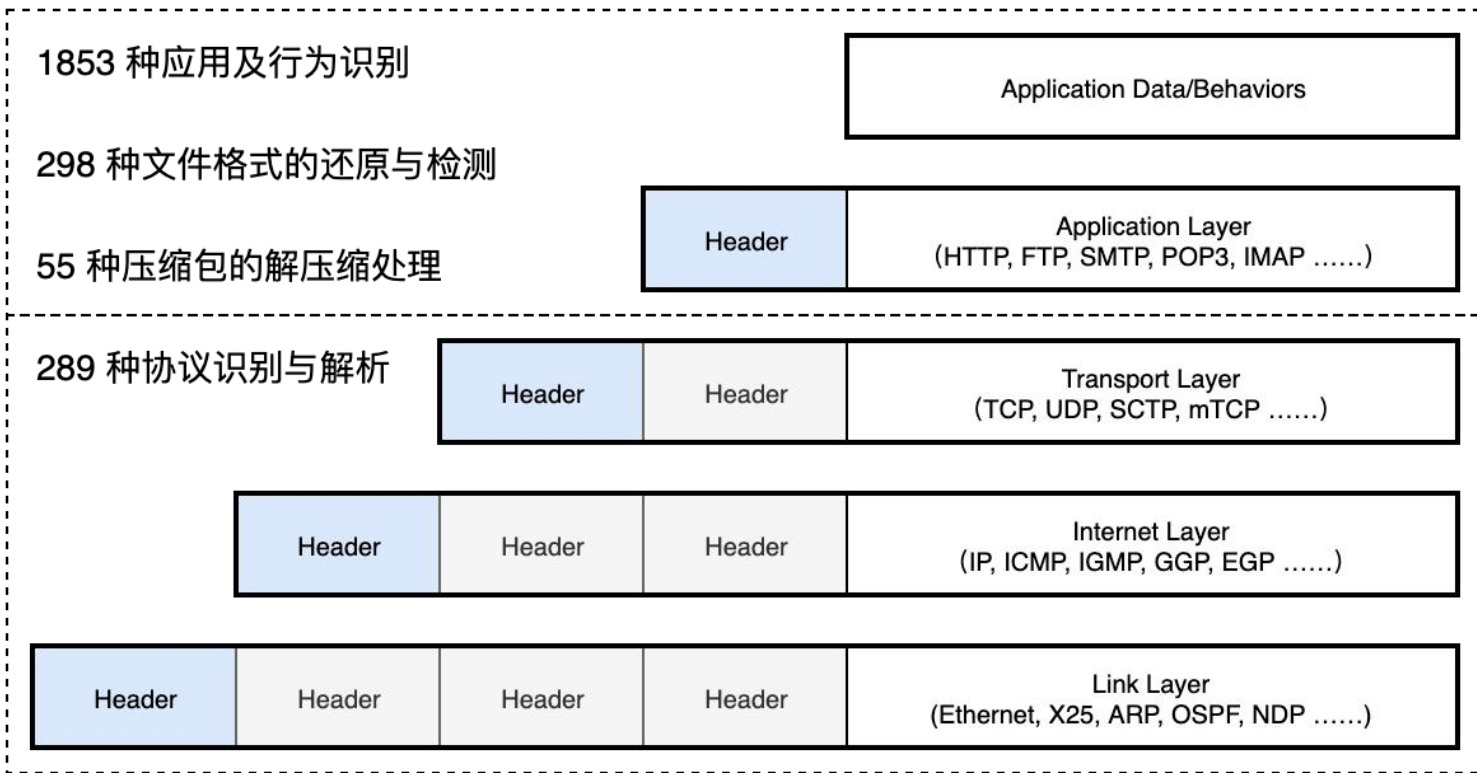 1853 种应用及行为识别
Application Data/Behaviors
298 种文件格式的还原与检测
Header
Application Layer
(HTTP, FTP, SMTP, POP3, IMAP ……)
55 种压缩包的解压缩处理
289 种协议识别与解析
Header
Header
Transport Layer
(TCP, UDP, SCTP, mTCP ……)
Header
Header
Header
Internet Layer
(IP, ICMP, IGMP, GGP, EGP ……)
Header
Header
Header
Header
Link Layer
(Ethernet, X25, ARP, OSPF, NDP ……)